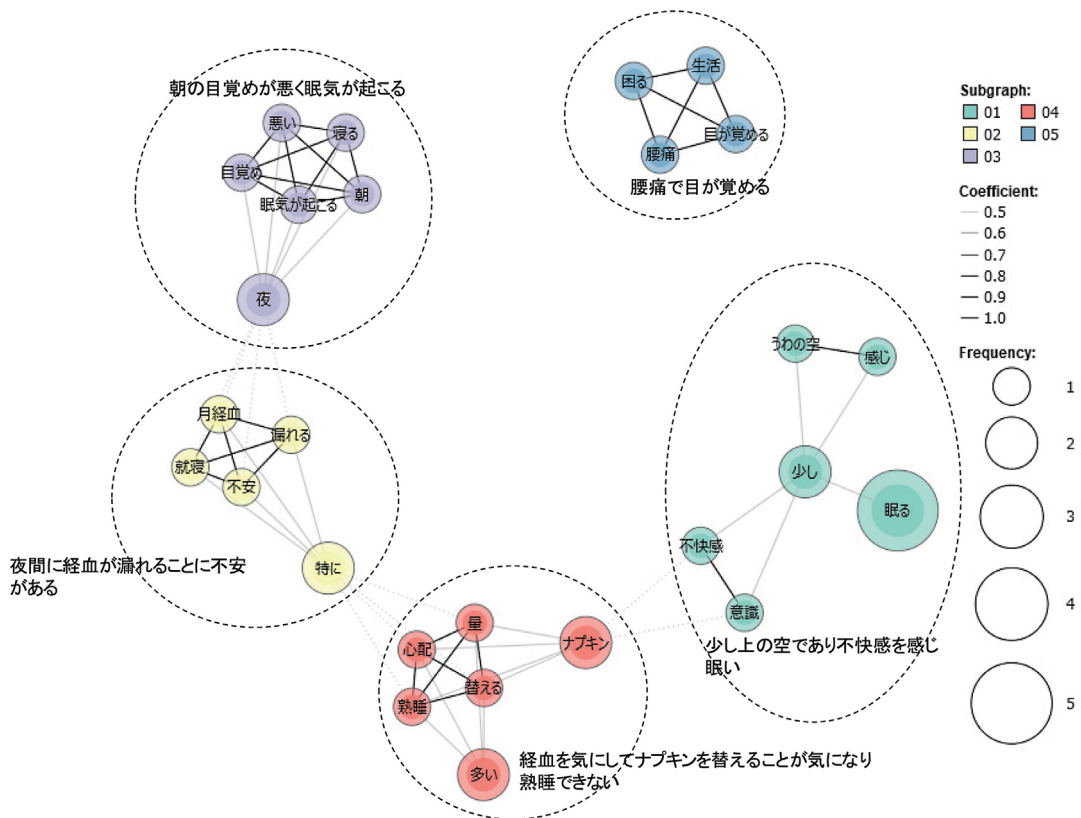 朝の目覚めが悪く眠気が起こる
悪い
寝る
目覚め
眠気が起こる
朝
夜
困る
生活
目が覚める
腰痛
腰痛で目が覚める
月経血
漏れる
就寝
不安
特に
夜間に経血が漏れることに不安
がある
量
心配
ナプキン
替える
熟睡
多い
経血を気にしてナプキンを替えることが気になり
熟睡できない
うわの空
感じ
少し
眠る
不快感
意識
少し上の空であり不快感を感じ
眠い
Subgraph:
01 04
02 05
03
Coefficient:
0.5
0.6
0.7
0.8
0.9
1.0
Frequency:
1
2
3
4
5